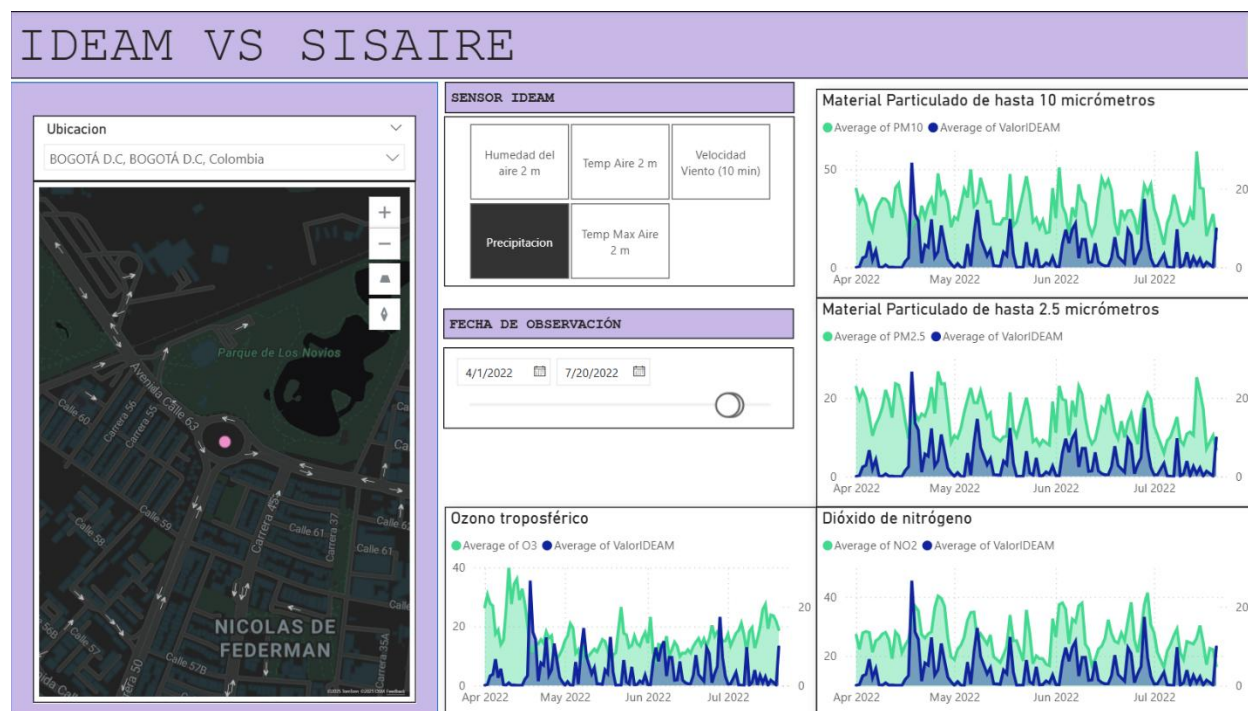 IDEAM VS SISAIRE
Ubicacion
BOGOTÁ D.C, BOGOTÁ D.C, Colombia
Parque de Los Novios
Avenida Calle 63
Calle 60
Carrera 56
Carrera 55
Calle 59
Calle 58
Carrera 45
Calle 61
Carrera 37
Calle 61
NICOLAS DE
FEDERMAN
Calle 57B
Carrera 35A
Calle 57
SENSOR IDEAM
Humedad del
aire 2 m
Temp Aire 2 m
Velocidad
Viento (10 min)
Precipitacion
Temp Max Aire
2 m
FECHA DE OBSERVACIÓN
4/1/2022 7/20/2022
Material Particulado de hasta 10 micrómetros
Average of PM10 Average of ValorIDEAM
50
20
0 0
Apr 2022 May 2022 Jun 2022 Jul 2022
Material Particulado de hasta 2.5 micrómetros
Average of PM2.5 Average of ValorIDEAM
20 20
0 0
Apr 2022 May 2022 Jun 2022 Jul 2022
Ozono troposférico
Average of O3 Average of ValorIDEAM
40
20 20
0 0
Apr 2022 May 2022 Jun 2022 Jul 2022
Dióxido de nitrógeno
Average of NO2 Average of ValorIDEAM
40
20
20
0
Apr 2022 May 2022 Jun 2022 Jul 2022